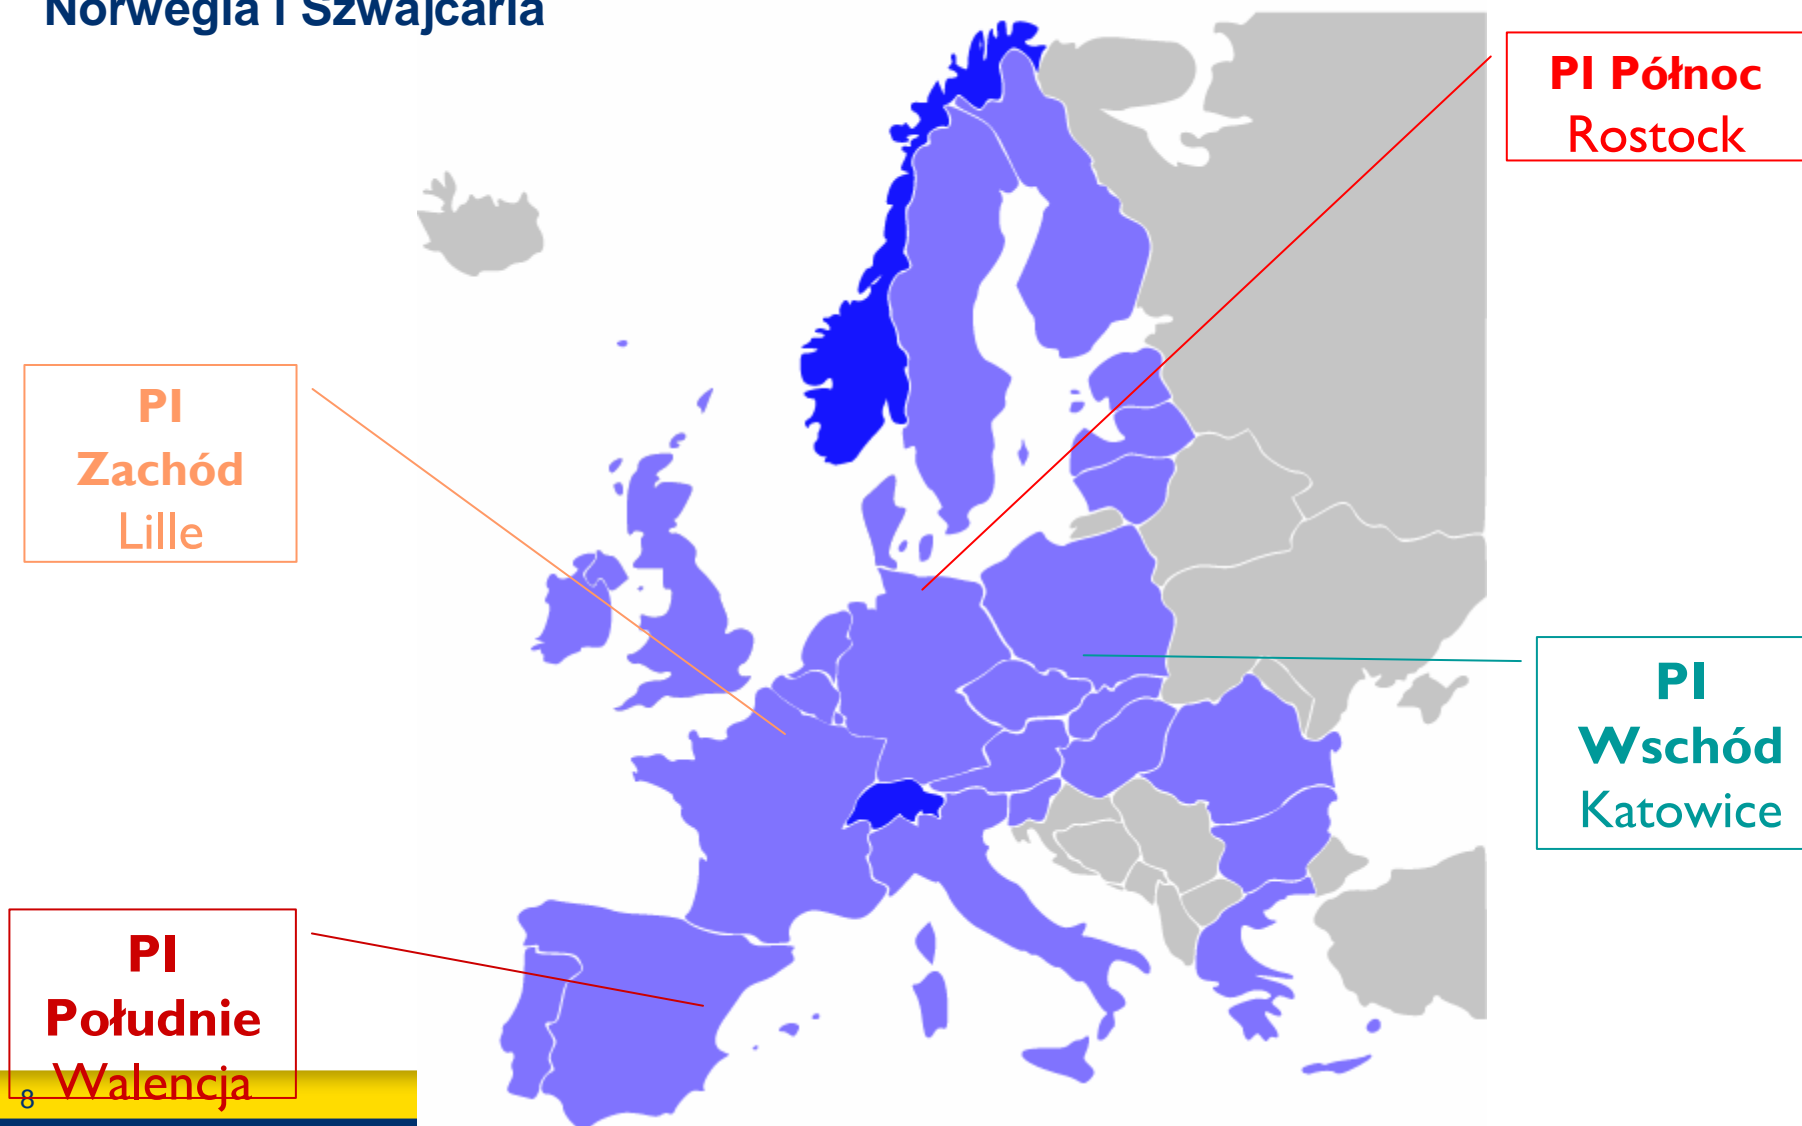 Norwegia i Szwajcaria
PI Północ
Rostock
PI
Zachód
Lille
PI
Wschód
Katowice
PI
Południe
Walencja
8